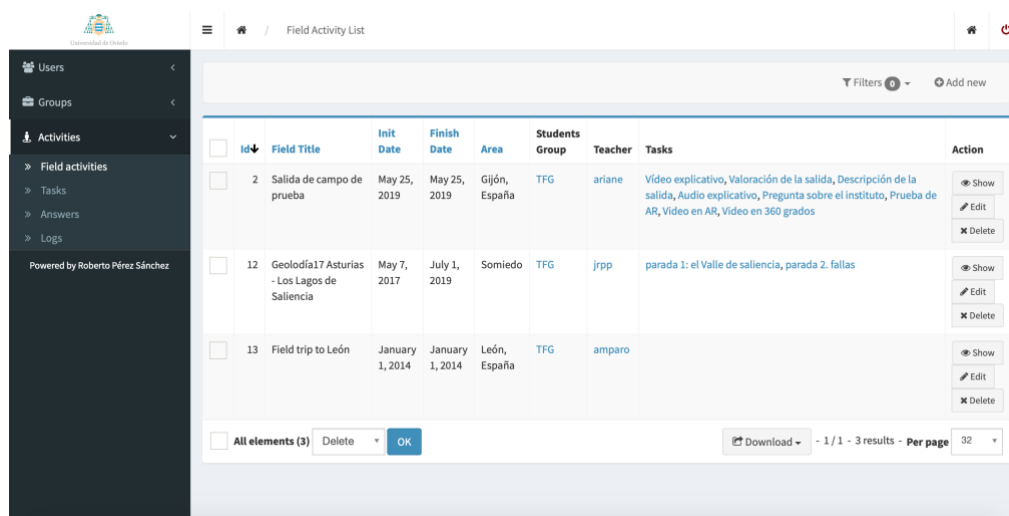 Universidad de Oviedo
/ Field Activity List
Users
Groups
Activities
» Field activities
» Tasks
» Answers
» Logs
Powered by Roberto Pérez Sánchez
Filters 0
Add new
Id Field Title Init Date Finish Date Area Students Group Teacher Tasks Action
2 Salida de campo de prueba May 25, 2019 May 25, 2019 Gijón, España TFG ariane
Vídeo explicativo, Valoración de la salida, Descripción de la
salida, Audio explicativo, Pregunta sobre el instituto, Prueba de
AR, Video en AR, Video en 360 grados
Show
Edit
Delete
12 Geolodía17 Asturias - Los Lagos de Saliencia May 7, 2017 July 1, 2019 Somiedo TFG jrpp parada 1: el Valle de saliencia, parada 2. fallas
Show
Edit
Delete
13 Field trip to León January 1, 2014 January 1, 2014 León, España TFG amparo
Show
Edit
Delete
All elements (3) Delete OK
Download - 1 / 1 - 3 results - Per page 32